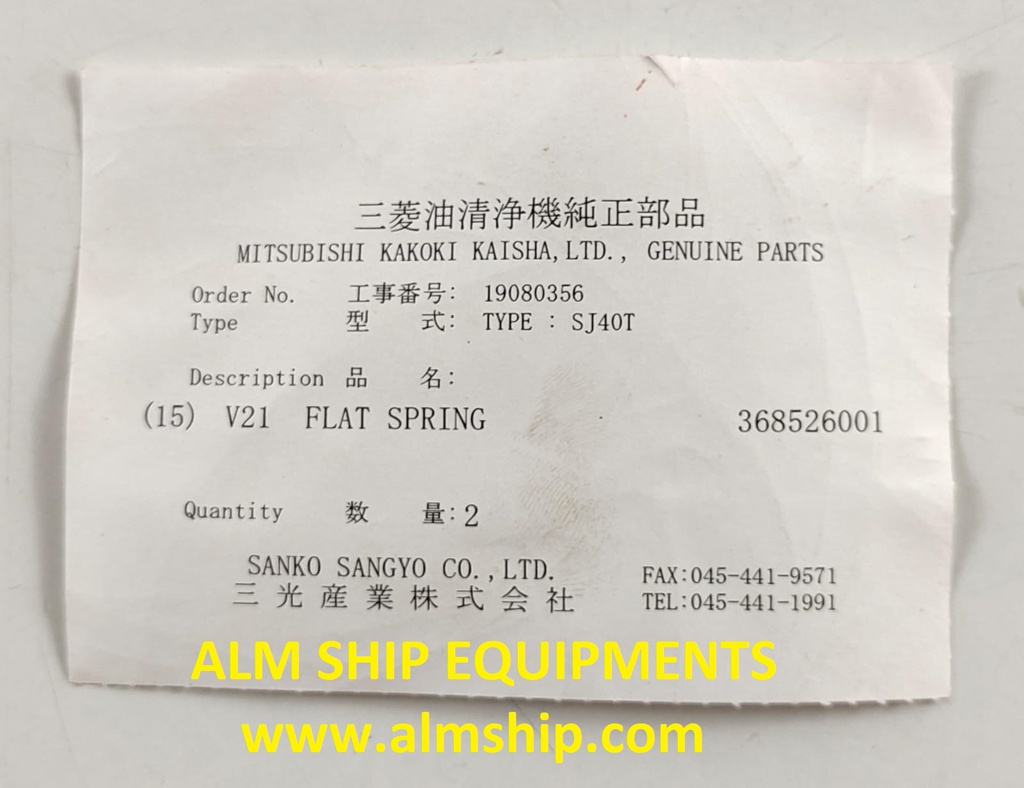 三菱油清浄機純正部品
MITSUBISHI KAKOKI KAISHA,LTD., GENUINE PARTS
Order No. 工事番号: 19080356
Type 型 式: TYPE : SJ40T
Description 品 名:
(15) V21 FLAT SPRING 368526001
Quantity 数 量: 2
SANKO SANGYO CO.,LTD. FAX:045-441-9571
三光産業株式会社 TEL:045-441-1991
ALM SHIP EQUIPMENTS
www.almship.com